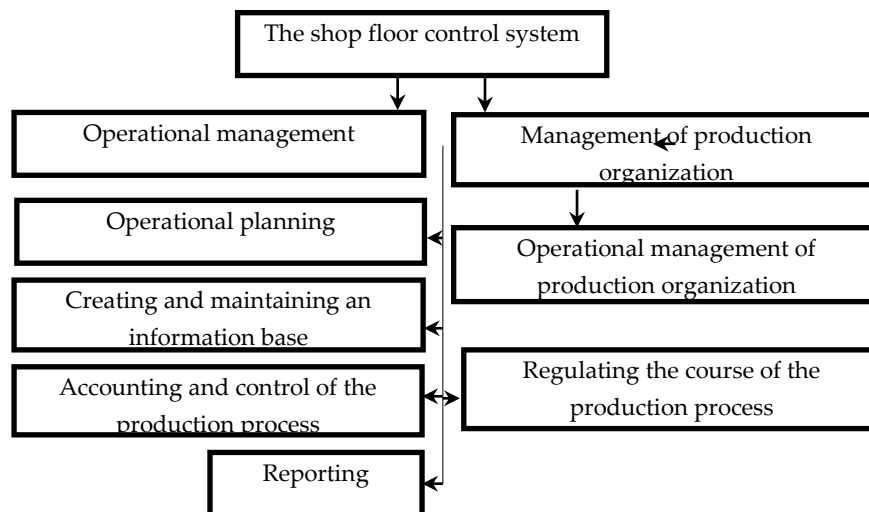 The shop floor control system
Operational management
Management of production
organization
Operational planning
Operational management of
production organization
Creating and maintaining an
information base
Accounting and control of the
production process
Regulating the course of the
production process
Reporting